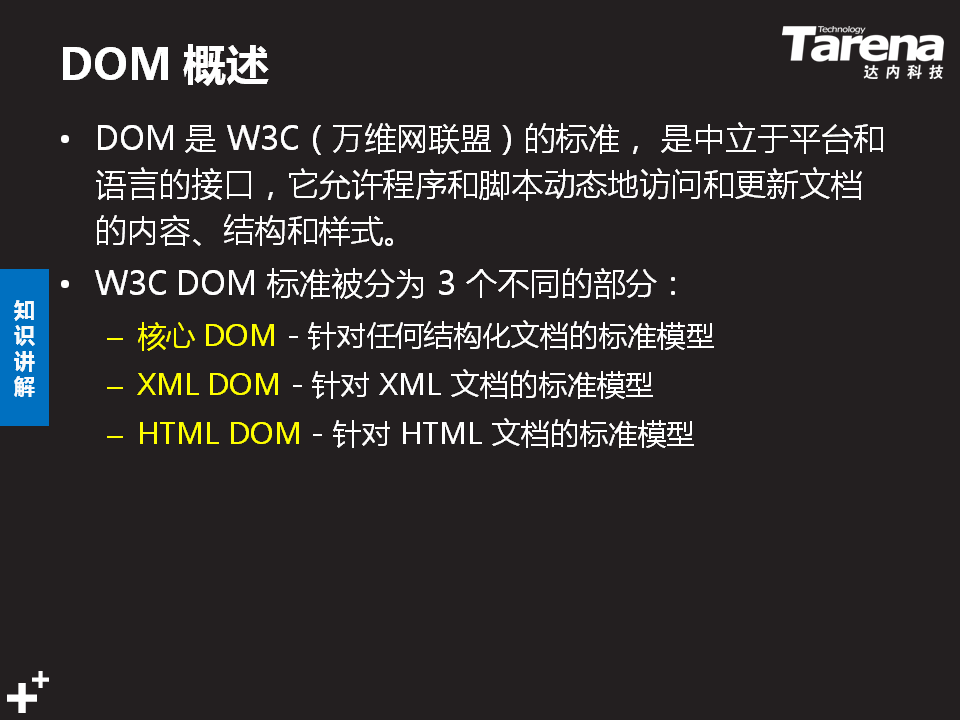 DOM 概述
Technology
Tarena
达内科技
• DOM 是 W3C（万维网联盟）的标准， 是中立于平台和
语言的接口，它允许程序和脚本动态地访问和更新文档
的内容、结构和样式。
• W3C DOM 标准被分为 3 个不同的部分：
– 核心 DOM - 针对任何结构化文档的标准模型
– XML DOM - 针对 XML 文档的标准模型
– HTML DOM - 针对 HTML 文档的标准模型
知
识
讲
解